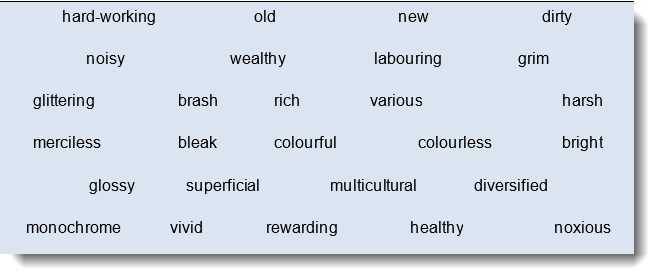 hard-working old new dirty
noisy wealthy labouring grim
glittering brash rich various harsh
merciless bleak colourful colourless bright
glossy superficial multicultural diversified
monochrome vivid rewarding healthy noxious